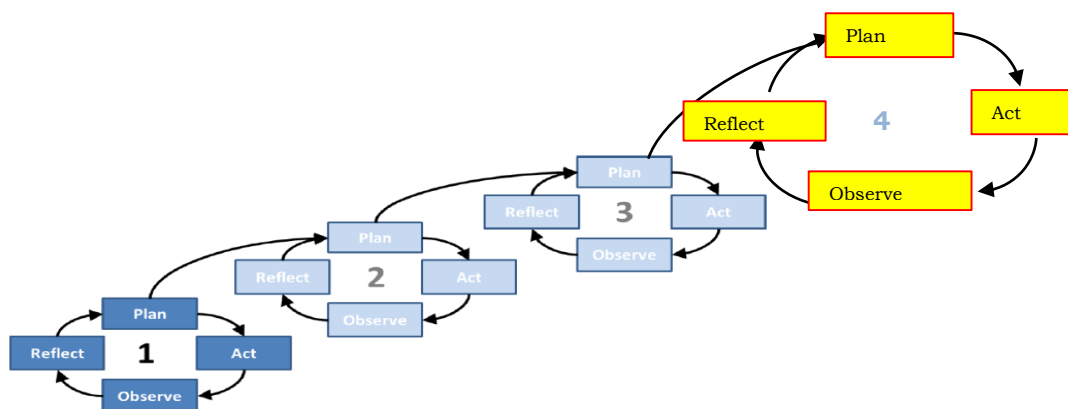 Plan
Reflect
4
Act
Observe
Plan
Reflect
3
Act
Observe
Plan
Reflect
2
Act
Observe
Plan
Reflect
1
Act
Observe